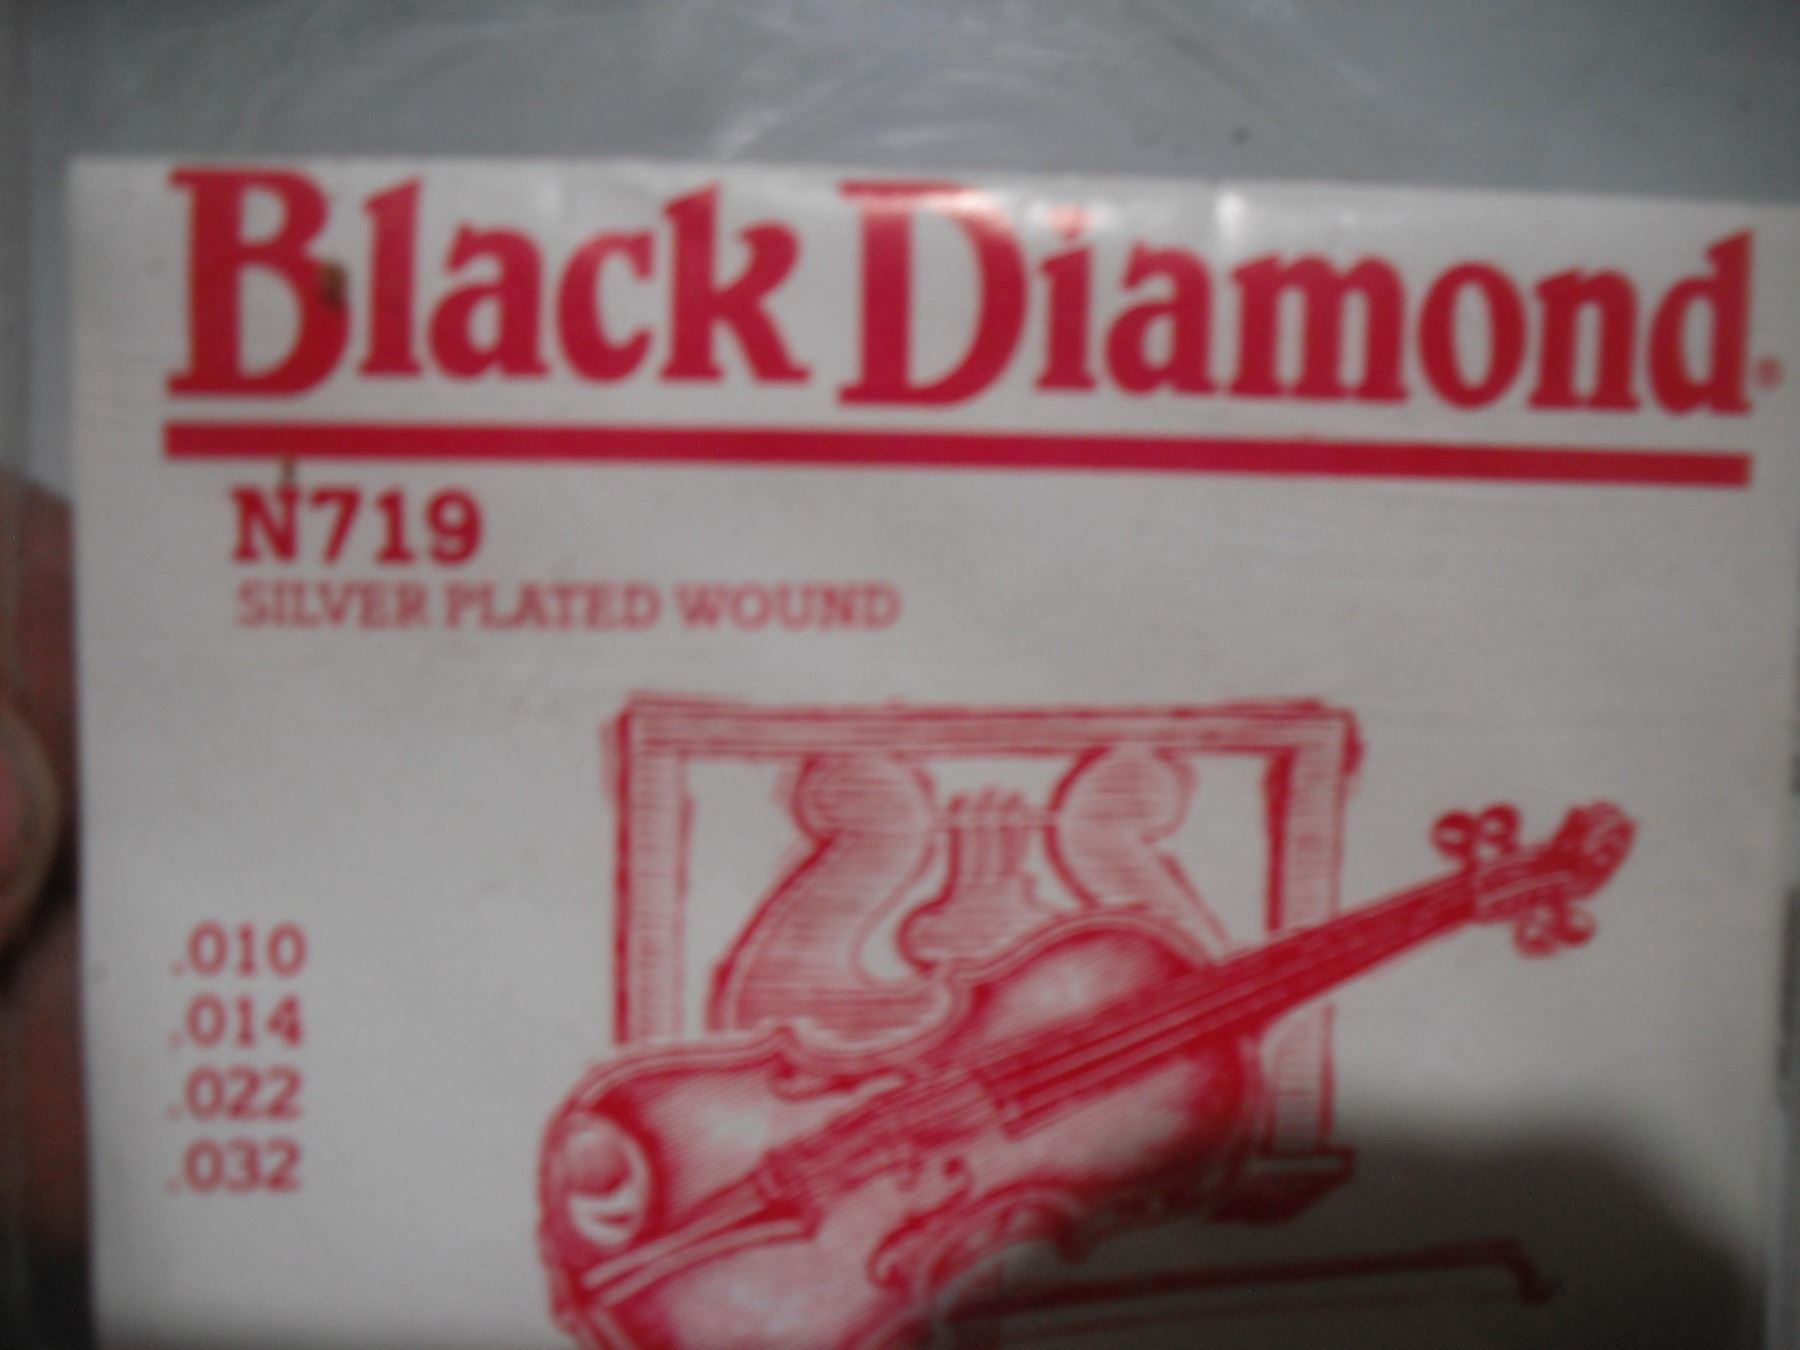 Black Diamond®
N719
SILVER PLATED WOUND
.010
.014
.022
.032